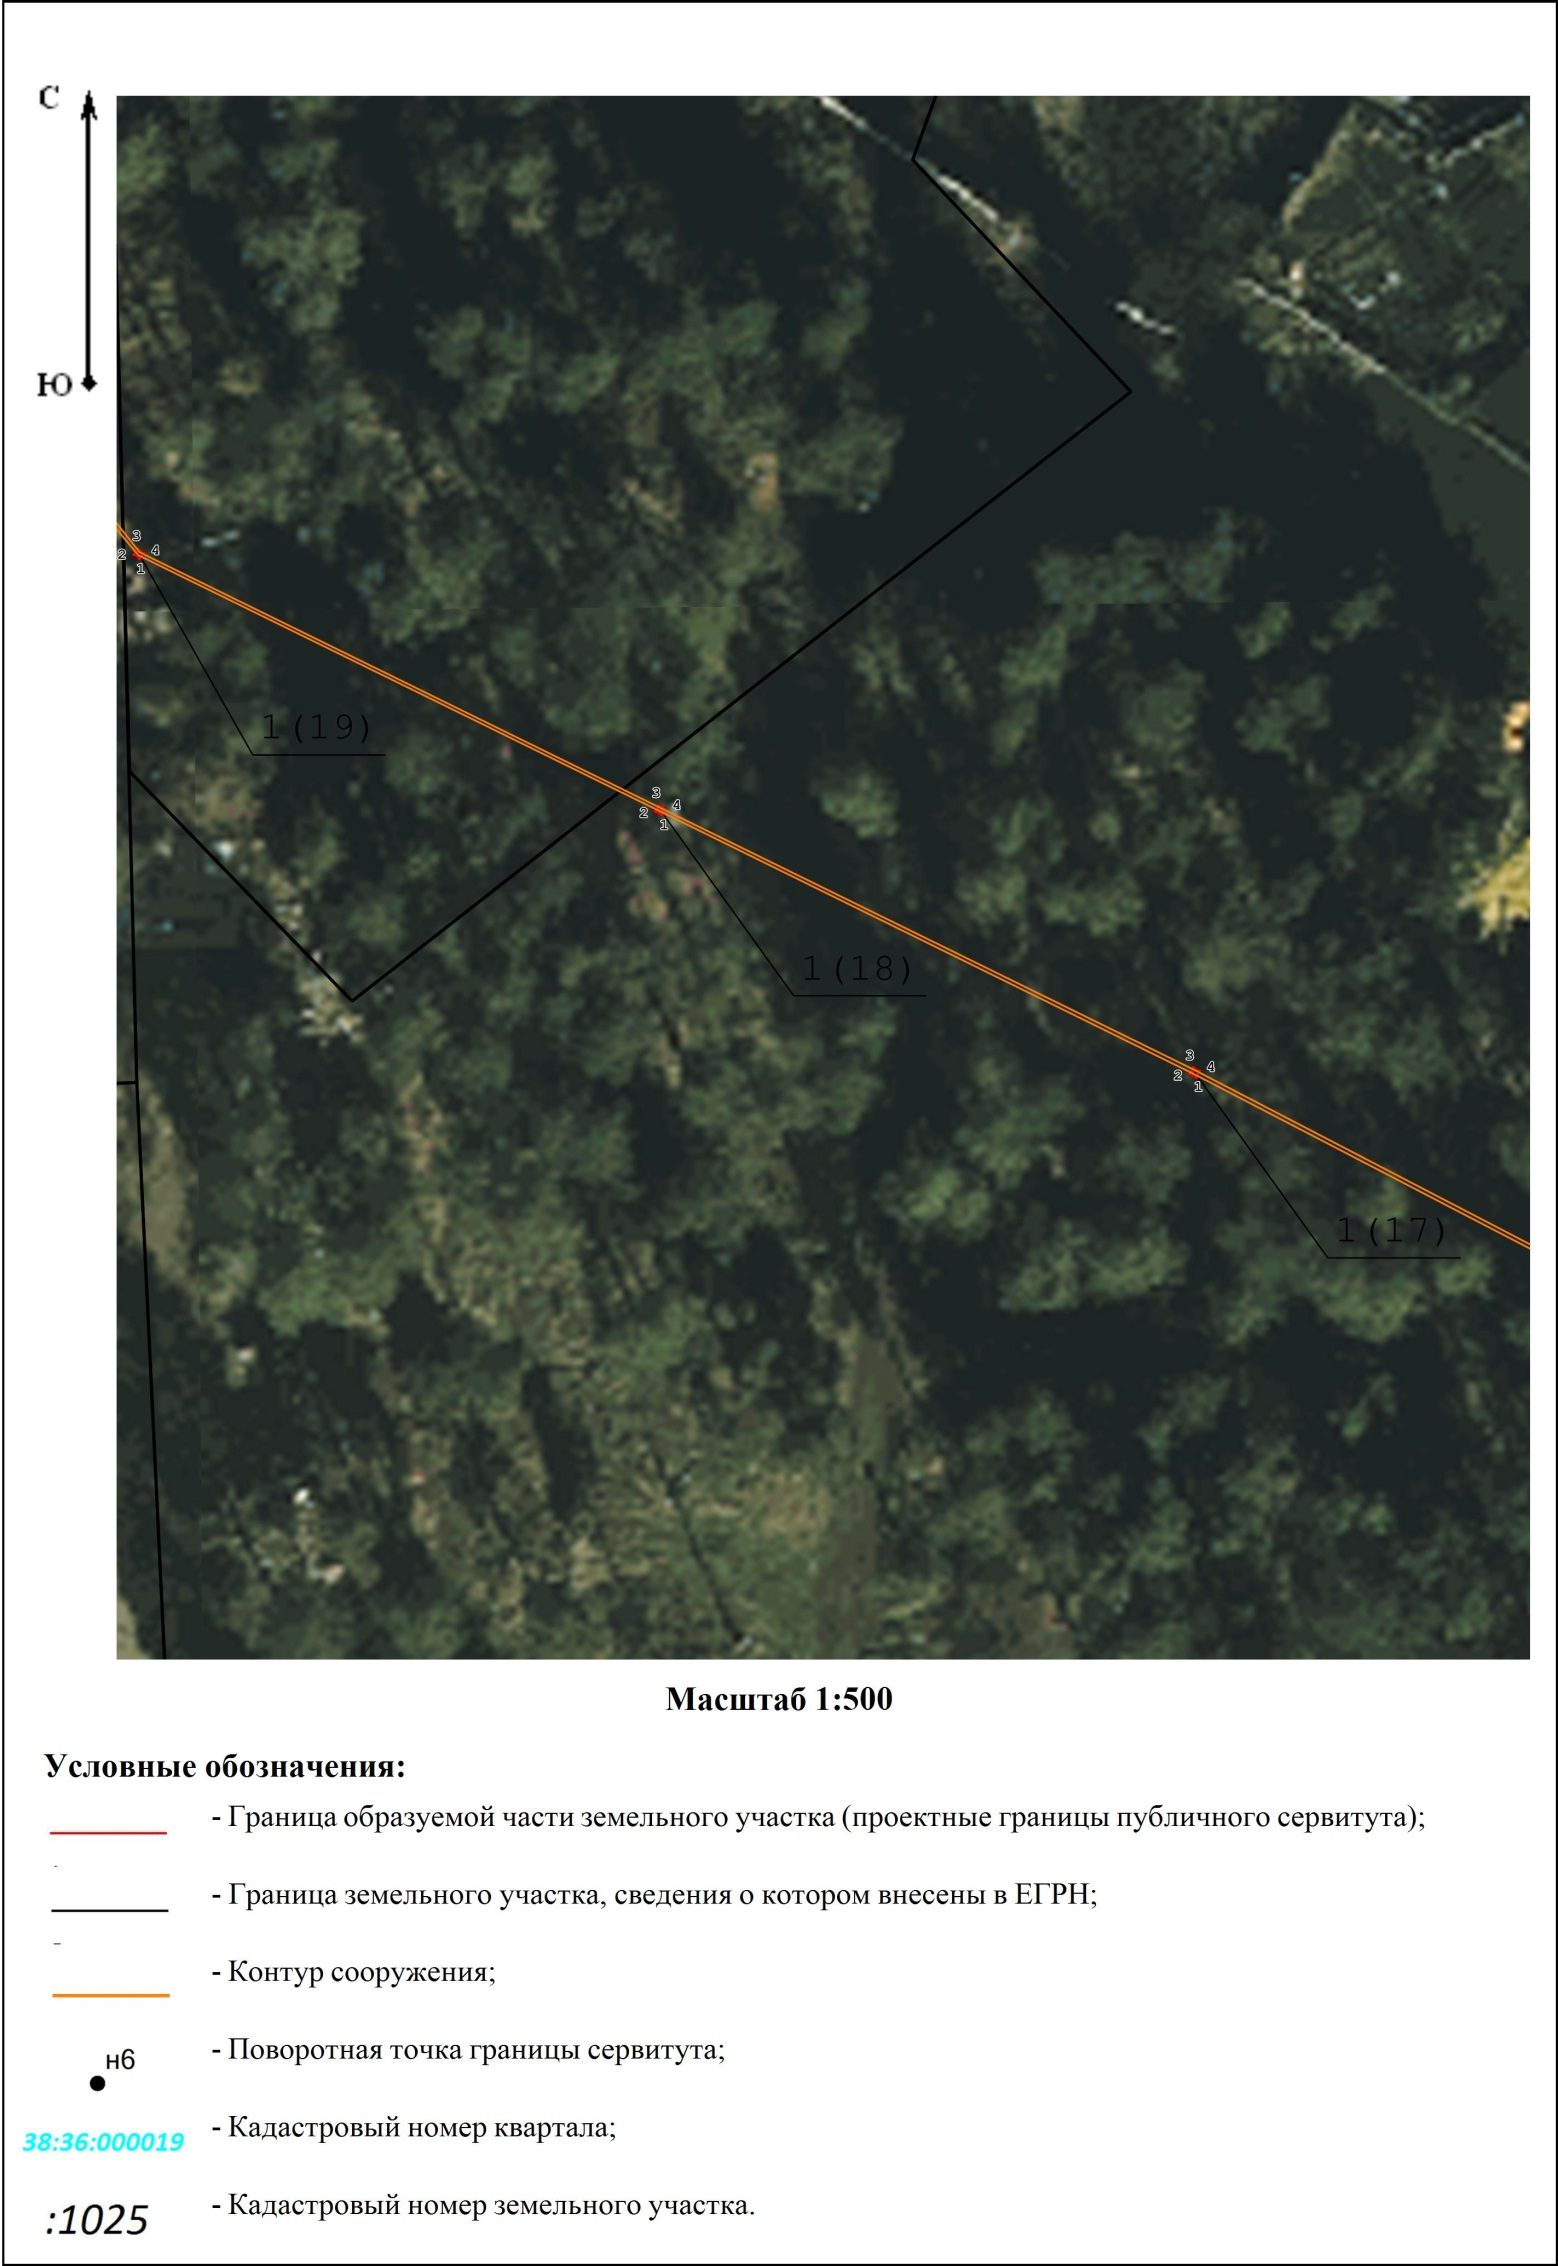 С
Ю
3
2 4
1
1(19)
3
2 4
1
1(18)
3
2 4
1
1(17)
Масштаб 1:500
Условные обозначения:
- Граница образуемой части земельного участка (проектные границы публичного сервитута);
- Граница земельного участка, сведения о котором внесены в ЕГРН;
- Контур сооружения;
н6 - Поворотная точка границы сервитута;
38:36:000019 - Кадастровый номер квартала;
:1025 - Кадастровый номер земельного участка.